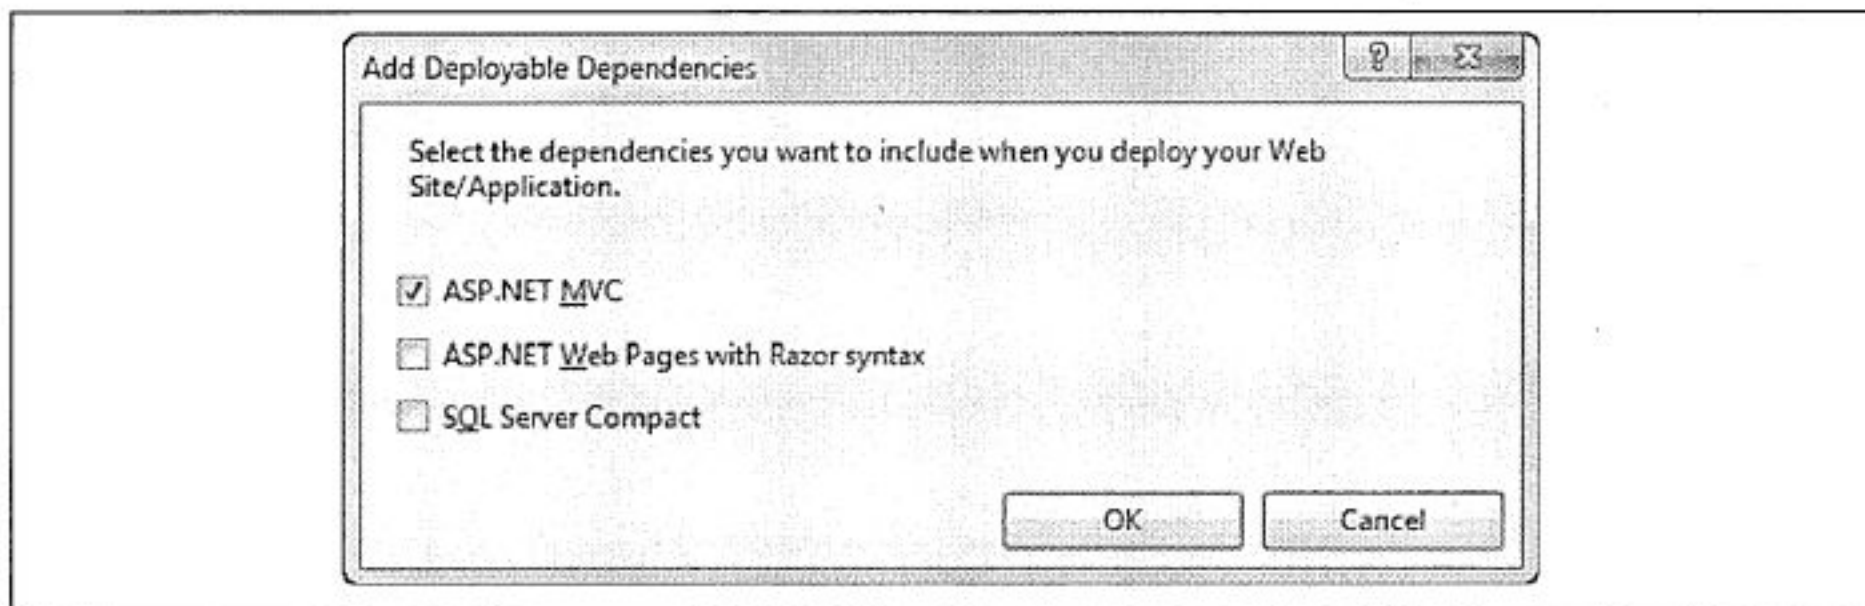 Add Deployable Dependencies
Select the dependencies you want to include when you deploy your Web
Site/Application.
ASP.NET MVC
ASP.NET Web Pages with Razor syntax
SQL Server Compact
OK
Cancel